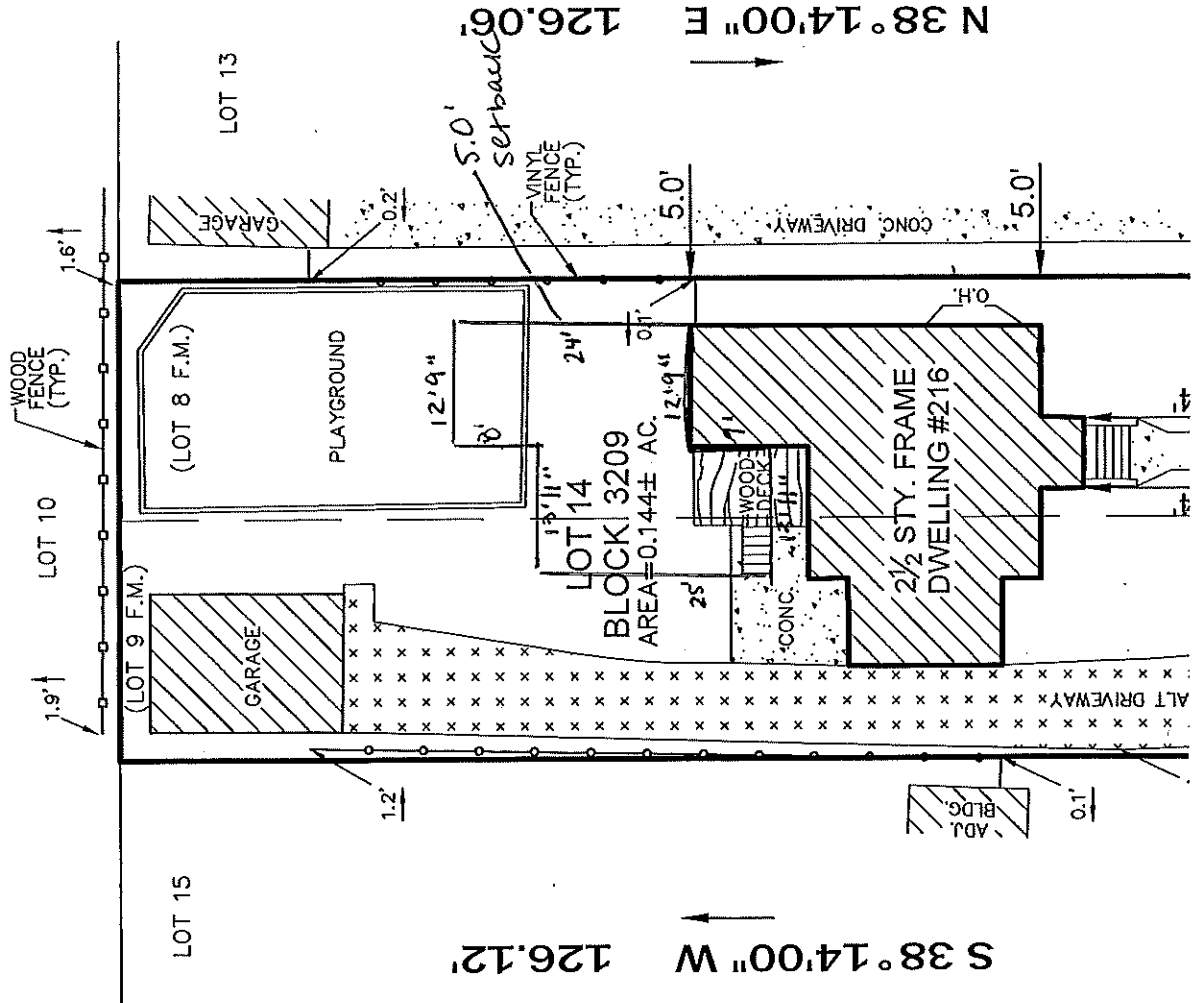 N 38°14'00" E 126.06'
LOT 13
LOT 10
LOT 15
S 38°14'00" W 126.12'
WOOD
FENCE
(TYP.)
1.6'
1.9'
(LOT 8 F.M.)
(LOT 9 F.M.)
PLAYGROUND
GARAGE
GARAGE
0.2'
5.0'
setback
VINYL
FENCE
(TYP.)
12'9"
8'
24'
13'11"
0.1'
5.0'
CONC. DRIVEWAY
LOT 14
BLOCK 3209
AREA=0.144± AC.
12'9"
WOOD
DECK
13'11"
25'
CONC.
O.H.
2½ STY. FRAME
DWELLING #216
5.0'
ALT DRIVEWAY
1.2'
ADJ.
BLDG.
0.1'
4'
4'